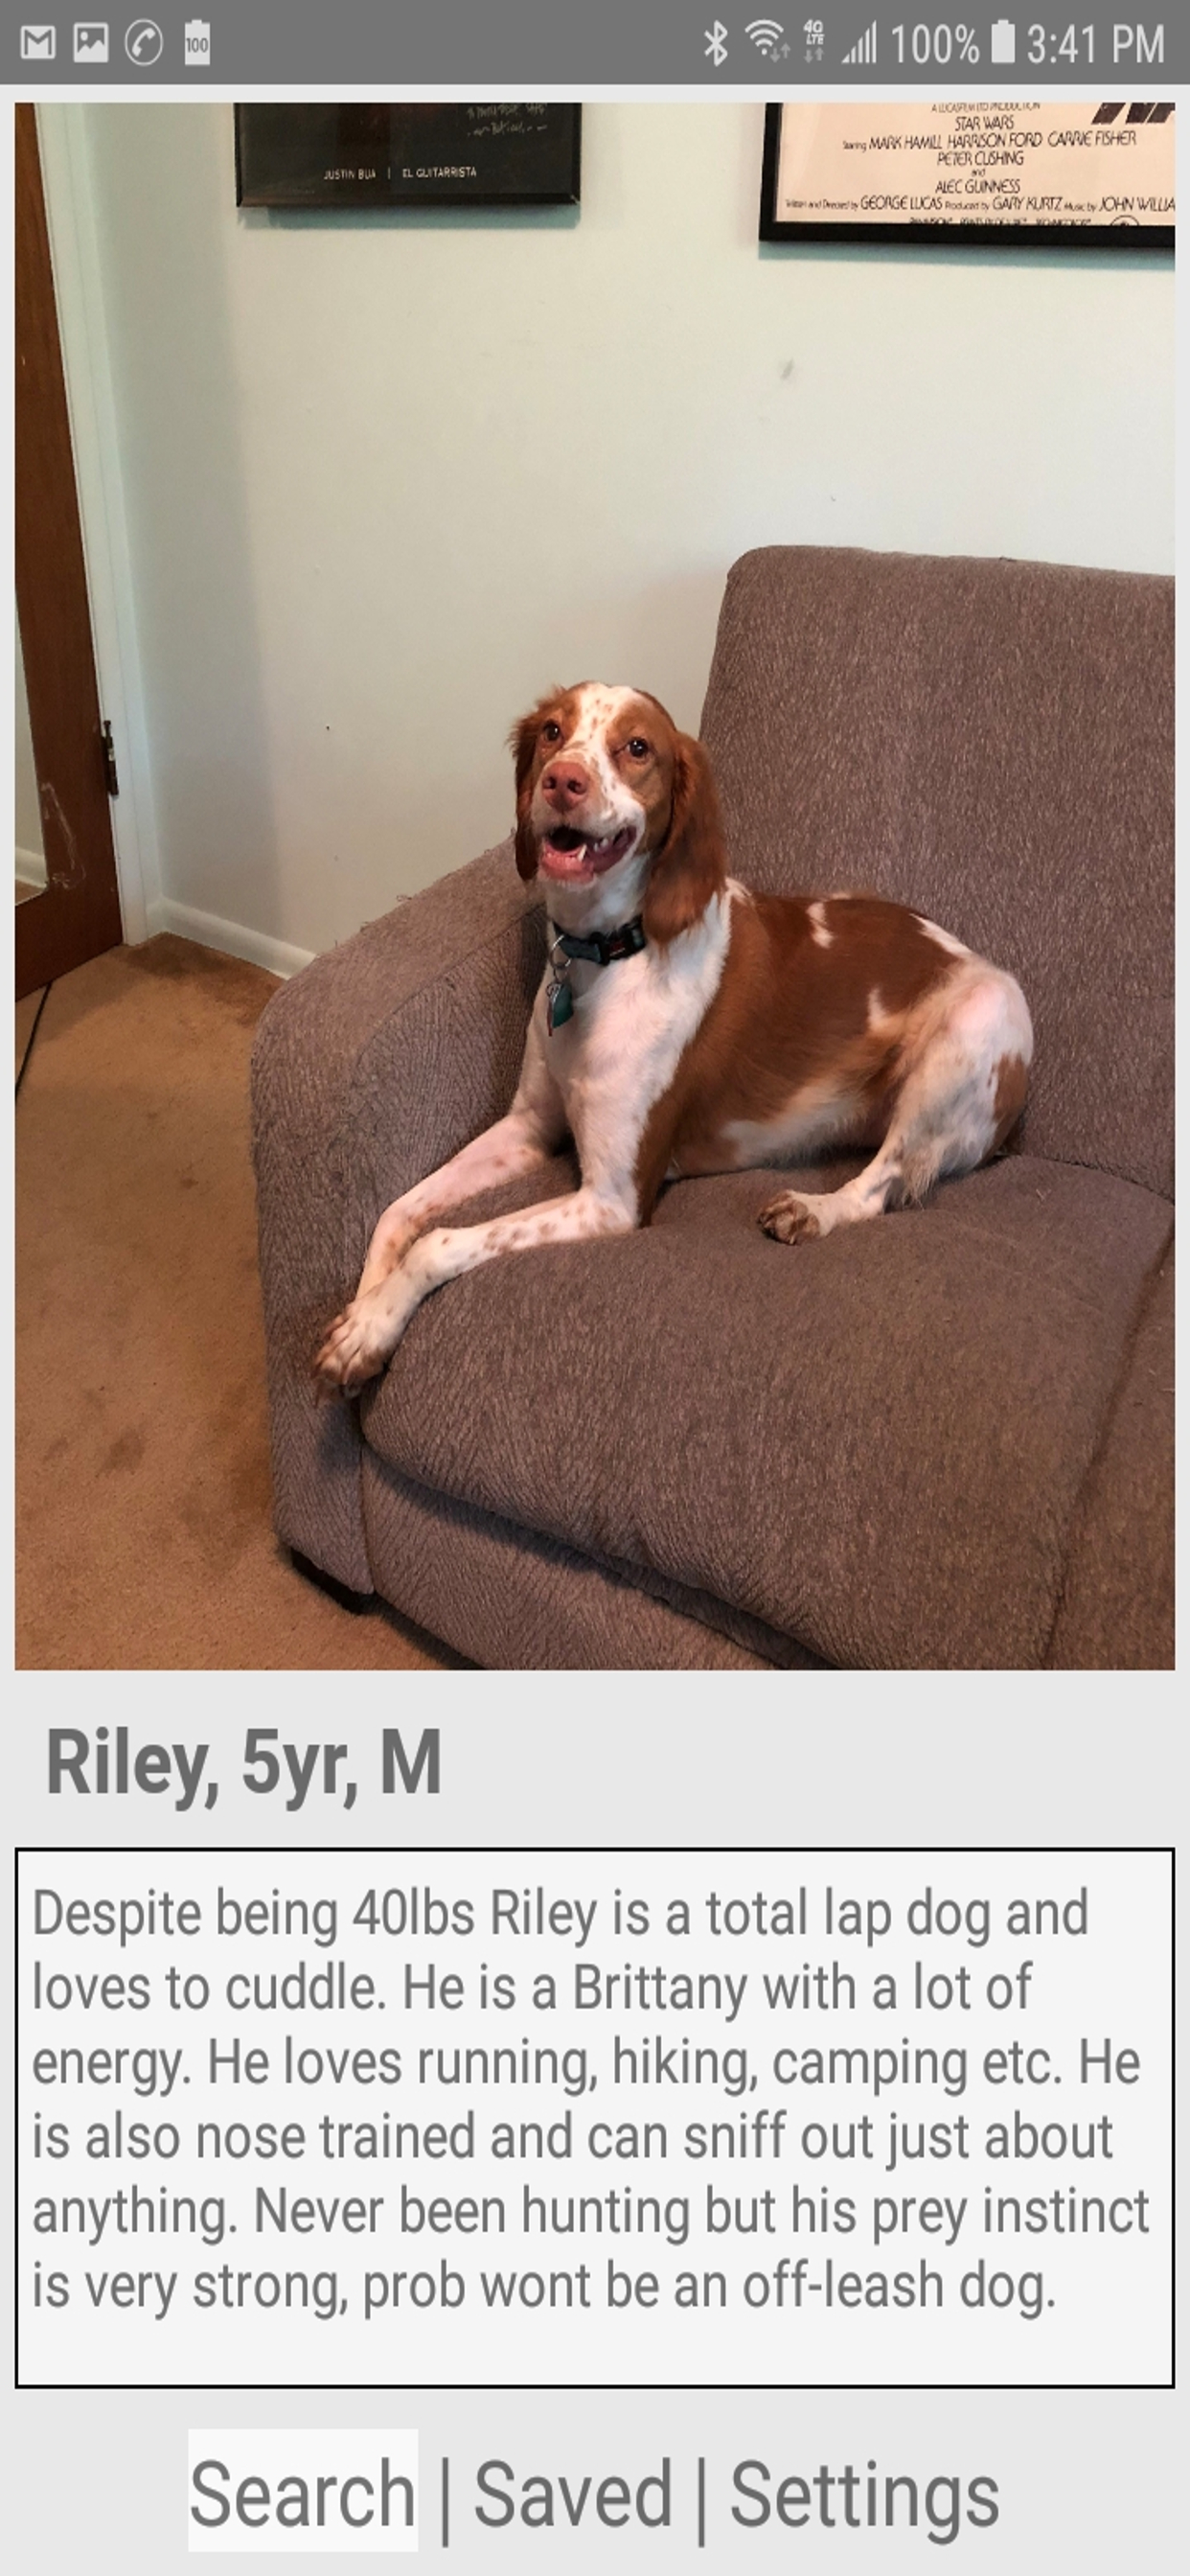 100 4G LTE 100% 3:41 PM
JUSTIN BUA | EL GUITARRISTA
A LUCASFILM LTD PRODUCTION
STAR WARS
Starring MARK HAMILL HARRISON FORD CARRIE FISHER
PETER CUSHING
and
ALEC GUINNESS
Written and Directed by GEORGE LUCAS Produced by GARY KURTZ Music by JOHN WILLIA
Riley, 5yr, M
Despite being 40lbs Riley is a total lap dog and
loves to cuddle. He is a Brittany with a lot of
energy. He loves running, hiking, camping etc. He
is also nose trained and can sniff out just about
anything. Never been hunting but his prey instinct
is very strong, prob wont be an off-leash dog.
Search | Saved | Settings